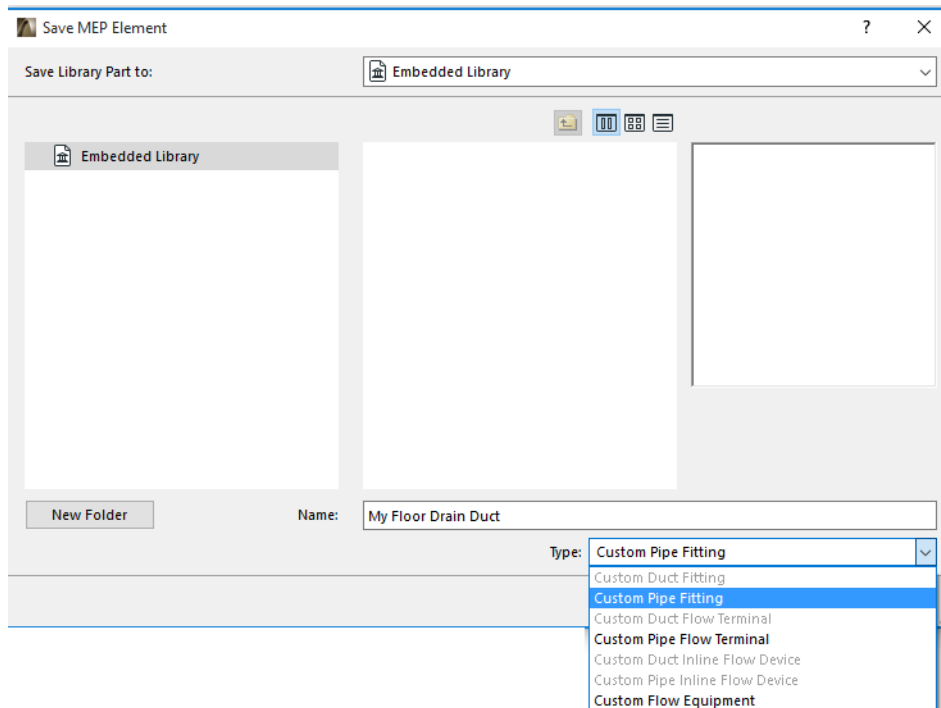 Save MEP Element
?
Save Library Part to:
Embedded Library
Embedded Library
New Folder
Name:
My Floor Drain Duct
Type:
Custom Pipe Fitting
Custom Duct Fitting
Custom Pipe Fitting
Custom Duct Flow Terminal
Custom Pipe Flow Terminal
Custom Duct Inline Flow Device
Custom Pipe Inline Flow Device
Custom Flow Equipment